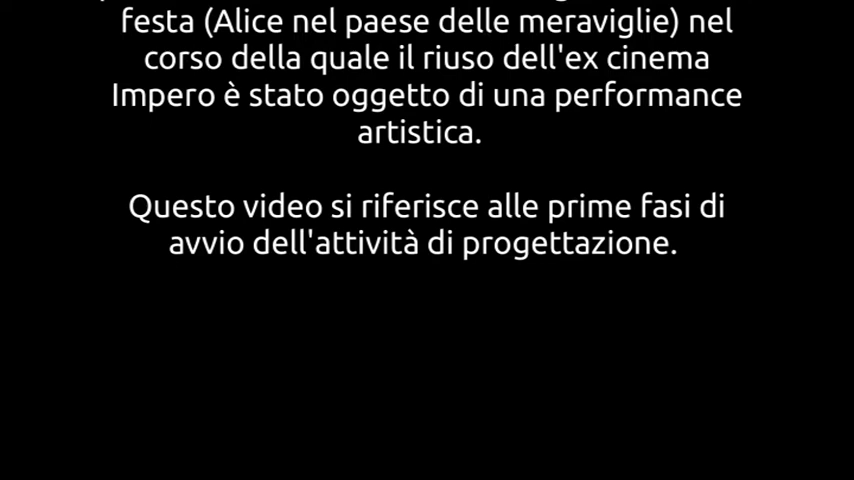 festa (Alice nel paese delle meraviglie) nel
corso della quale il riuso dell'ex cinema
Impero è stato oggetto di una performance
artistica.
Questo video si riferisce alle prime fasi di
avvio dell'attività di progettazione.